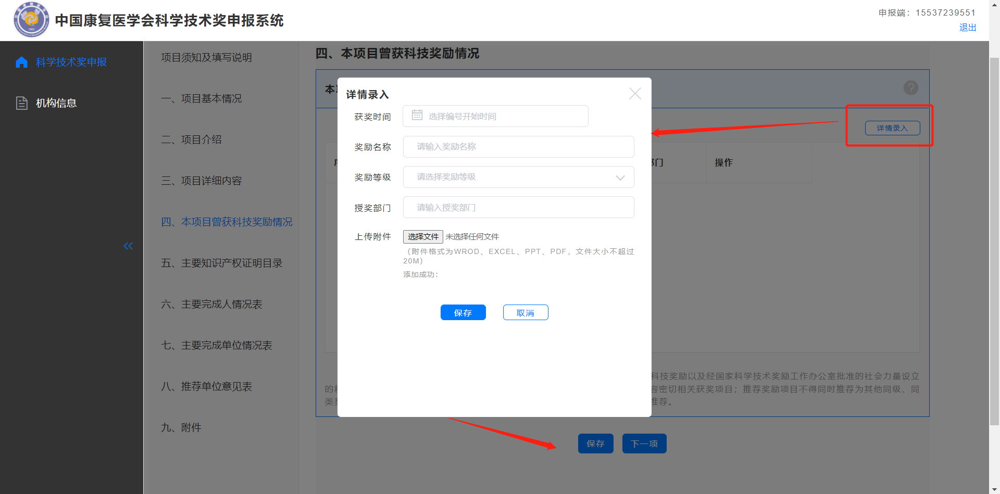 中国康复医学会科学技术奖申报系统
申报端：15537239551
退出
科学技术奖申报
机构信息
项目须知及填写说明
一、项目基本情况
二、项目介绍
三、项目详细内容
四、本项目曾获科技奖励情况
五、主要知识产权证明目录
六、主要完成人情况表
七、主要完成单位情况表
八、推荐单位意见表
九、附件
四、本项目曾获科技奖励情况
本
详情录入
门
操作
详情录入
获奖时间 选择编号开始时间
奖励名称 请输入奖励名称
奖励等级 请选择奖励等级
授奖部门 请输入授奖部门
上传附件 选择文件 未选择任何文件
（附件格式为WROD、EXCEL、PPT、PDF，文件大小不超过
20M）
添加成功：
保存 取消
科技奖励以及经国家科学技术奖励工作办公室批准的社会力量设立
的 密切相关获奖项目；推荐奖励项目不得同时推荐为其他同级、同
类 推荐。
保存 下一项